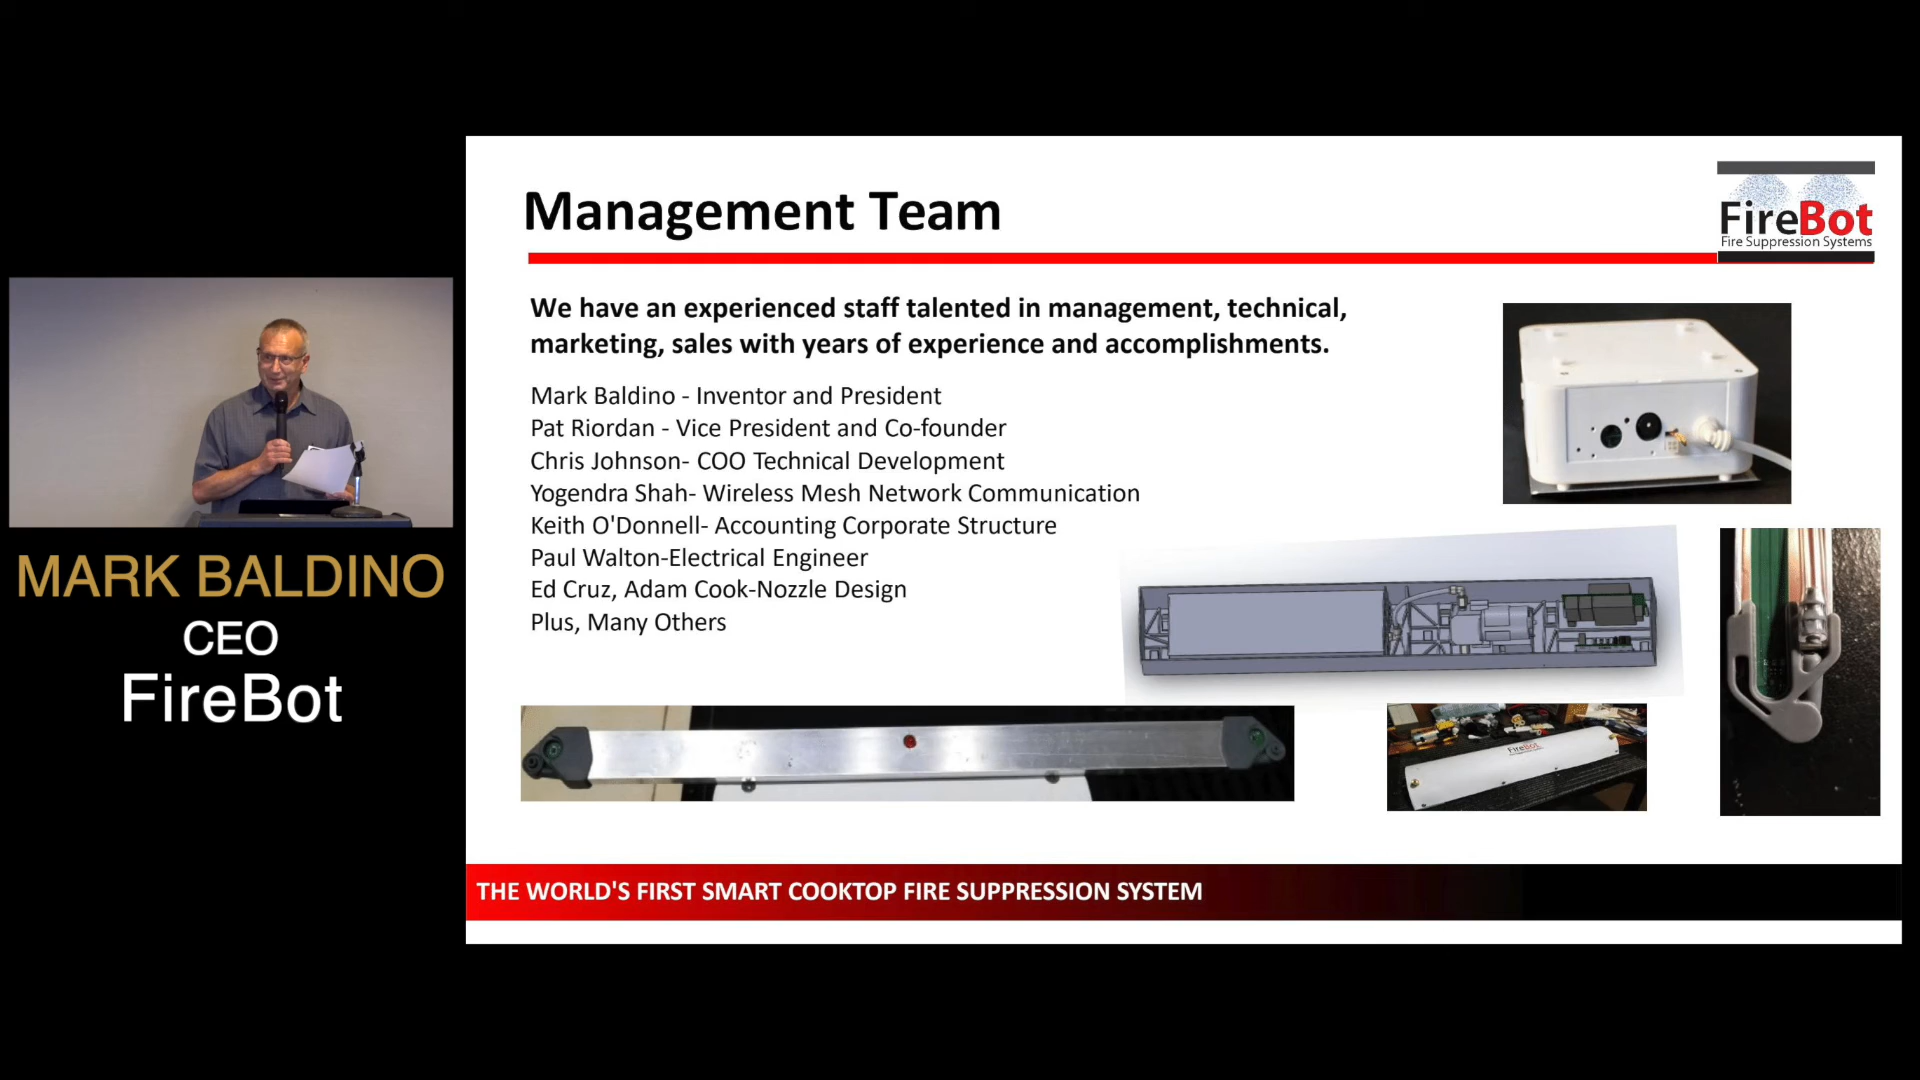 Management Team
FireBot
Fire Suppression Systems
We have an experienced staff talented in management, technical,
marketing, sales with years of experience and accomplishments.
Mark Baldino - Inventor and President
Pat Riordan - Vice President and Co-founder
Chris Johnson- COO Technical Development
Yogendra Shah- Wireless Mesh Network Communication
Keith O'Donnell- Accounting Corporate Structure
Paul Walton-Electrical Engineer
Ed Cruz, Adam Cook-Nozzle Design
Plus, Many Others
MARK BALDINO
CEO
FireBot
FireBot
THE WORLD'S FIRST SMART COOKTOP FIRE SUPPRESSION SYSTEM